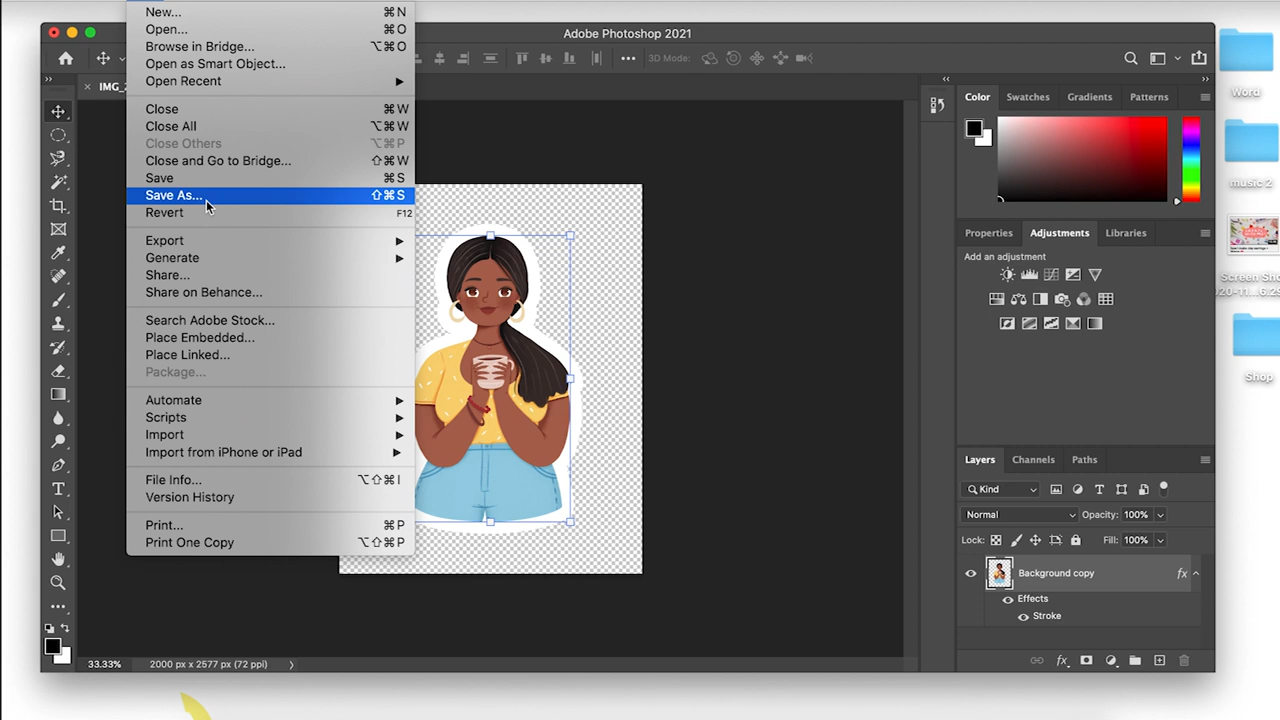 New... ⌘N
Open... ⌘O
Browse in Bridge... ⌥⌘O
Open as Smart Object...
Open Recent
Close ⌘W
Close All ⌥⌘W
Close Others ⌥⌘P
Close and Go to Bridge... ⇧⌘W
Save ⌘S
Save As... ⇧⌘S
Revert F12
Export
Generate
Share...
Share on Behance...
Search Adobe Stock...
Place Embedded...
Place Linked...
Package...
Automate
Scripts
Import
Import from iPhone or iPad
File Info... ⌥⇧⌘I
Version History
Print... ⌘P
Print One Copy ⌥⇧⌘P
Adobe Photoshop 2021
3D Mode:
IMG_
Color Swatches Gradients Patterns
Properties Adjustments Libraries
Add an adjustment
Layers Channels Paths
Kind
Normal Opacity: 100%
Lock: Fill: 100%
Background copy fx
Effects
Stroke
fx
33.33% 2000 px x 2577 px (72 ppi)
Word
music 2
Screen Sho
Shop